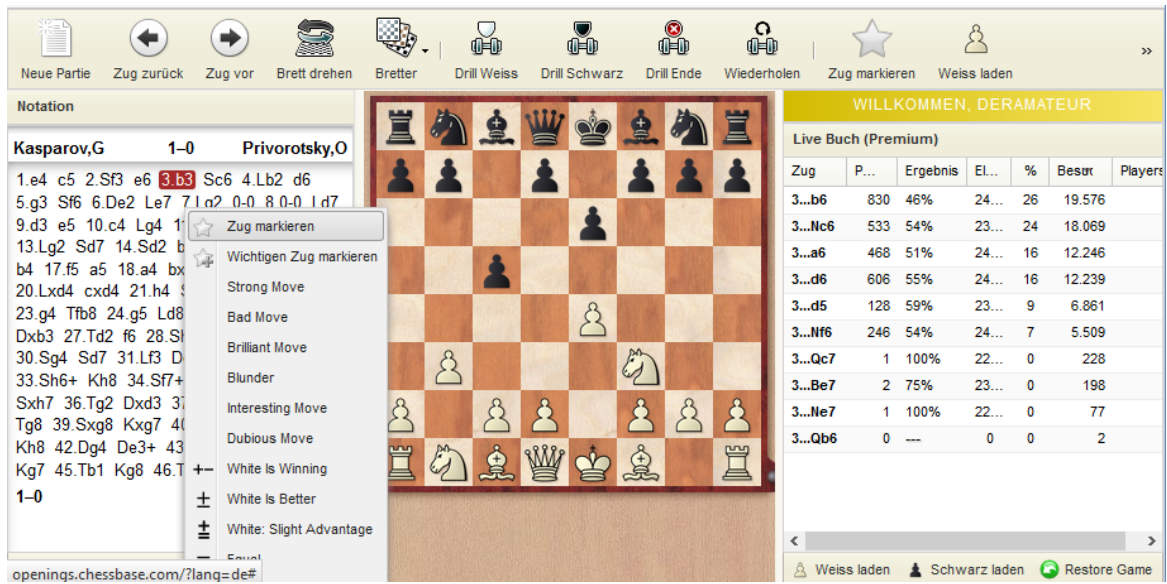 Neue Partie Zug zurück Zug vor Brett drehen Bretter Drill Weiss Drill Schwarz Drill Ende Wiederholen Zug markieren Weiss laden »
Notation
Kasparov,G 1–0 Privorotsky,O
1.e4 c5 2.Sf3 e6 3.b3 Sc6 4.Lb2 d6
5.g3 Sf6 6.De2 Le7 7.Lg2 0-0 8.0-0 Ld7
9.d3 e5 10.c4 Lg4
13.Lg2 Sd7 14.Sd2
b4 17.f5 a5 18.a4
20.Lxd4 cxd4 21.h4
23.g4 Tfb8 24.g5 Ld8
Dxb3 27.Td2 f6
30.Sg4 Sd7 31.Lf3
33.Sh6+ Kh8 34.Sf7+
Sxh7 36.Tg2 Dxd3
Tg8 39.Sxg8 Kxg7
Kh8 42.Dg4 De3+ 43
Kg7 45.Tb1 Kg8
1–0
Zug markieren
Wichtigen Zug markieren
Strong Move
Bad Move
Brilliant Move
Blunder
Interesting Move
Dubious Move
+− White Is Winning
± White Is Better
⩲ White: Slight Advantage
Equal
openings.chessbase.com/?lang=de#
WILLKOMMEN, DERAMATEUR
Live Buch (Premium)
Zug P... Ergebnis El... % Players
3...b6 830 46% 24... 26 19.576
3...Nc6 533 54% 23... 24 18.069
3...a6 468 51% 24... 16 12.246
3...d6 606 55% 24... 16 12.239
3...d5 128 59% 23... 9 6.861
3...Nf6 246 54% 24... 7 5.509
3...Qc7 1 100% 22... 0 228
3...Be7 2 75% 23... 0 198
3...Ne7 1 100% 22... 0 77
3...Qb6 0 --- 0 0 2
Weiss laden Schwarz laden Restore Game